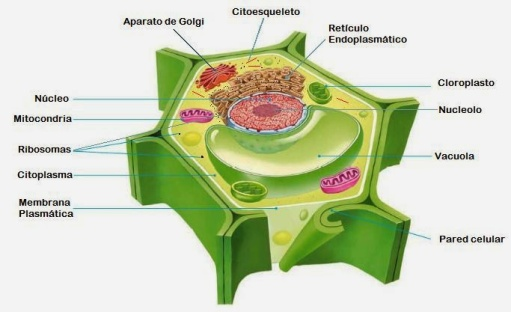 Citoesqueleto
Aparato de Golgi
Retículo
Endoplasmático
Cloroplasto
Núcleo
Nucleolo
Mitocondria
Ribosomas
Vacuola
Citoplasma
Membrana
Plasmática
Pared celular